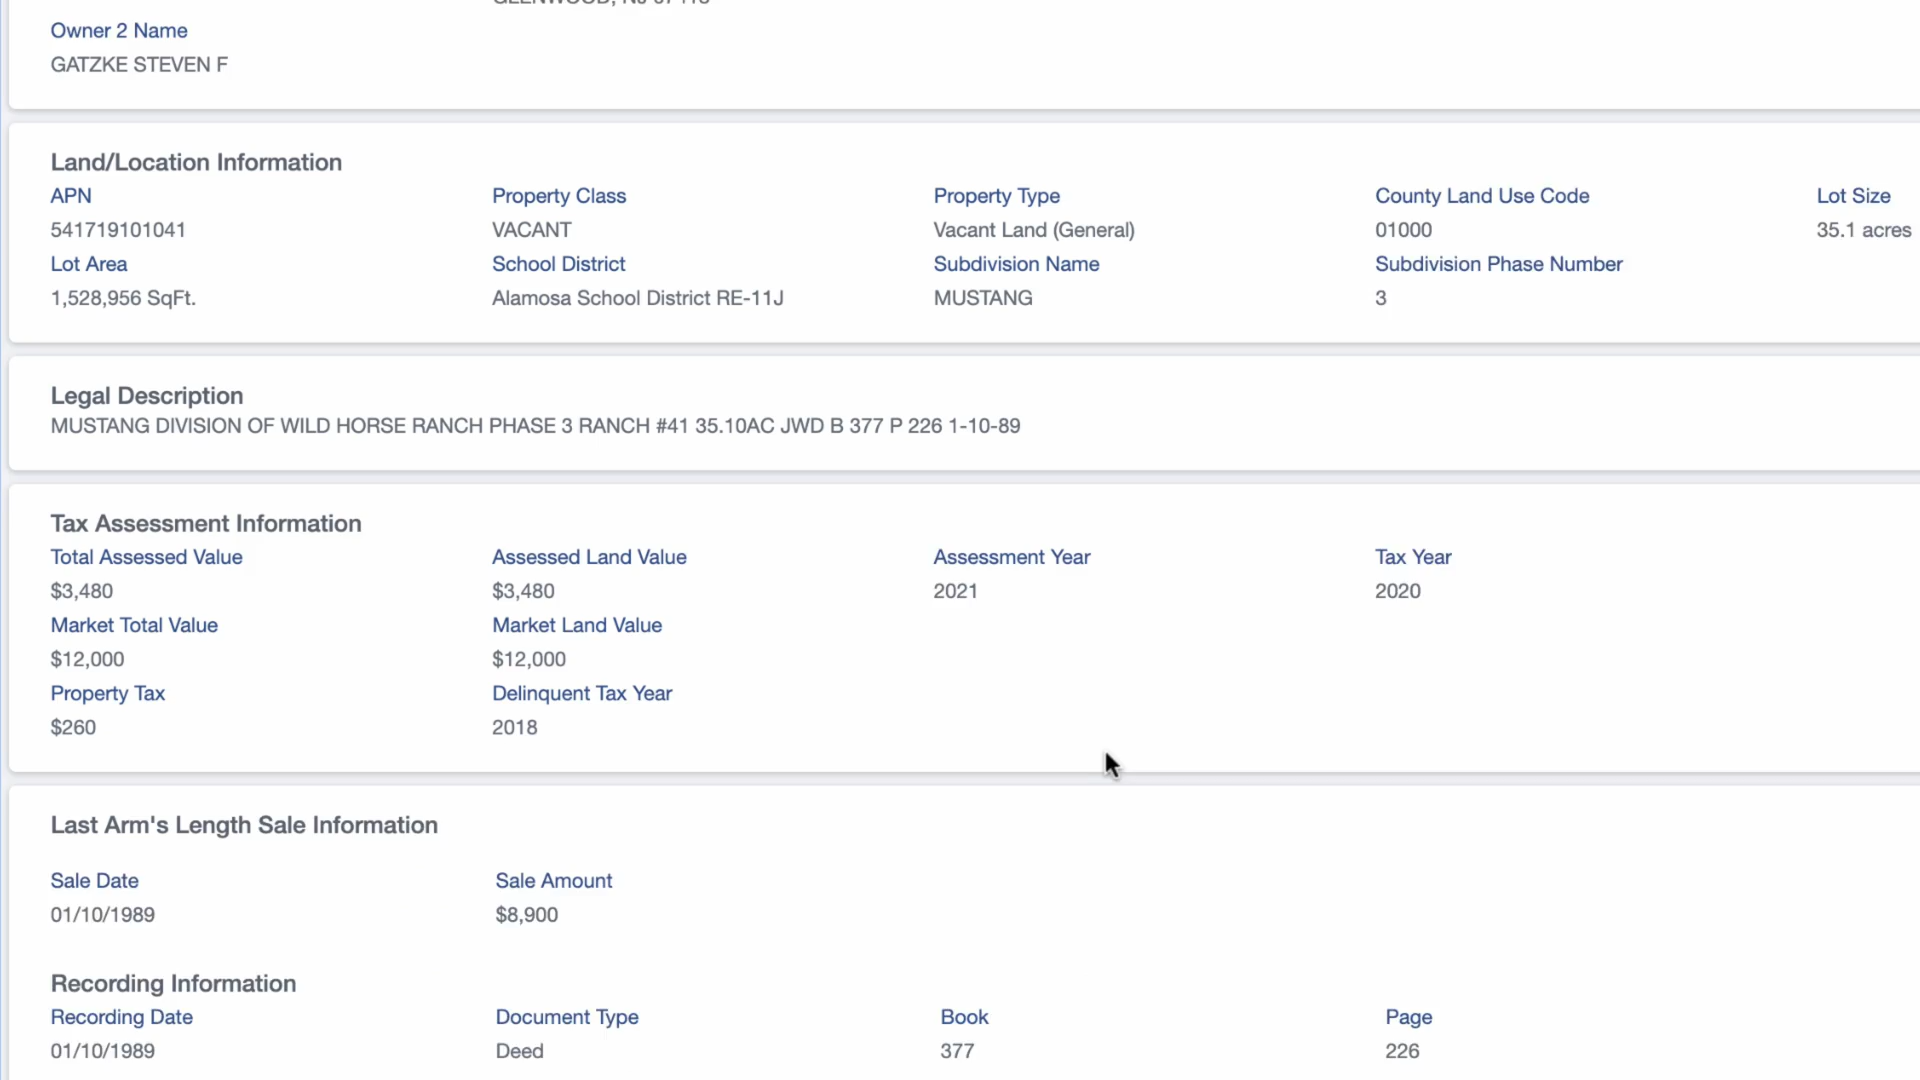 Owner 2 Name
GATZKE STEVEN F
Land/Location Information
APN Property Class Property Type County Land Use Code Lot Size
541719101041 VACANT Vacant Land (General) 01000 35.1 acres
Lot Area School District Subdivision Name Subdivision Phase Number
1,528,956 SqFt. Alamosa School District RE-11J MUSTANG 3
Legal Description
MUSTANG DIVISION OF WILD HORSE RANCH PHASE 3 RANCH #41 35.10AC JWD B 377 P 226 1-10-89
Tax Assessment Information
Total Assessed Value Assessed Land Value Assessment Year Tax Year
$3,480 $3,480 2021 2020
Market Total Value Market Land Value
$12,000 $12,000
Property Tax Delinquent Tax Year
$260 2018
Last Arm's Length Sale Information
Sale Date Sale Amount
01/10/1989 $8,900
Recording Information
Recording Date Document Type Book Page
01/10/1989 Deed 377 226